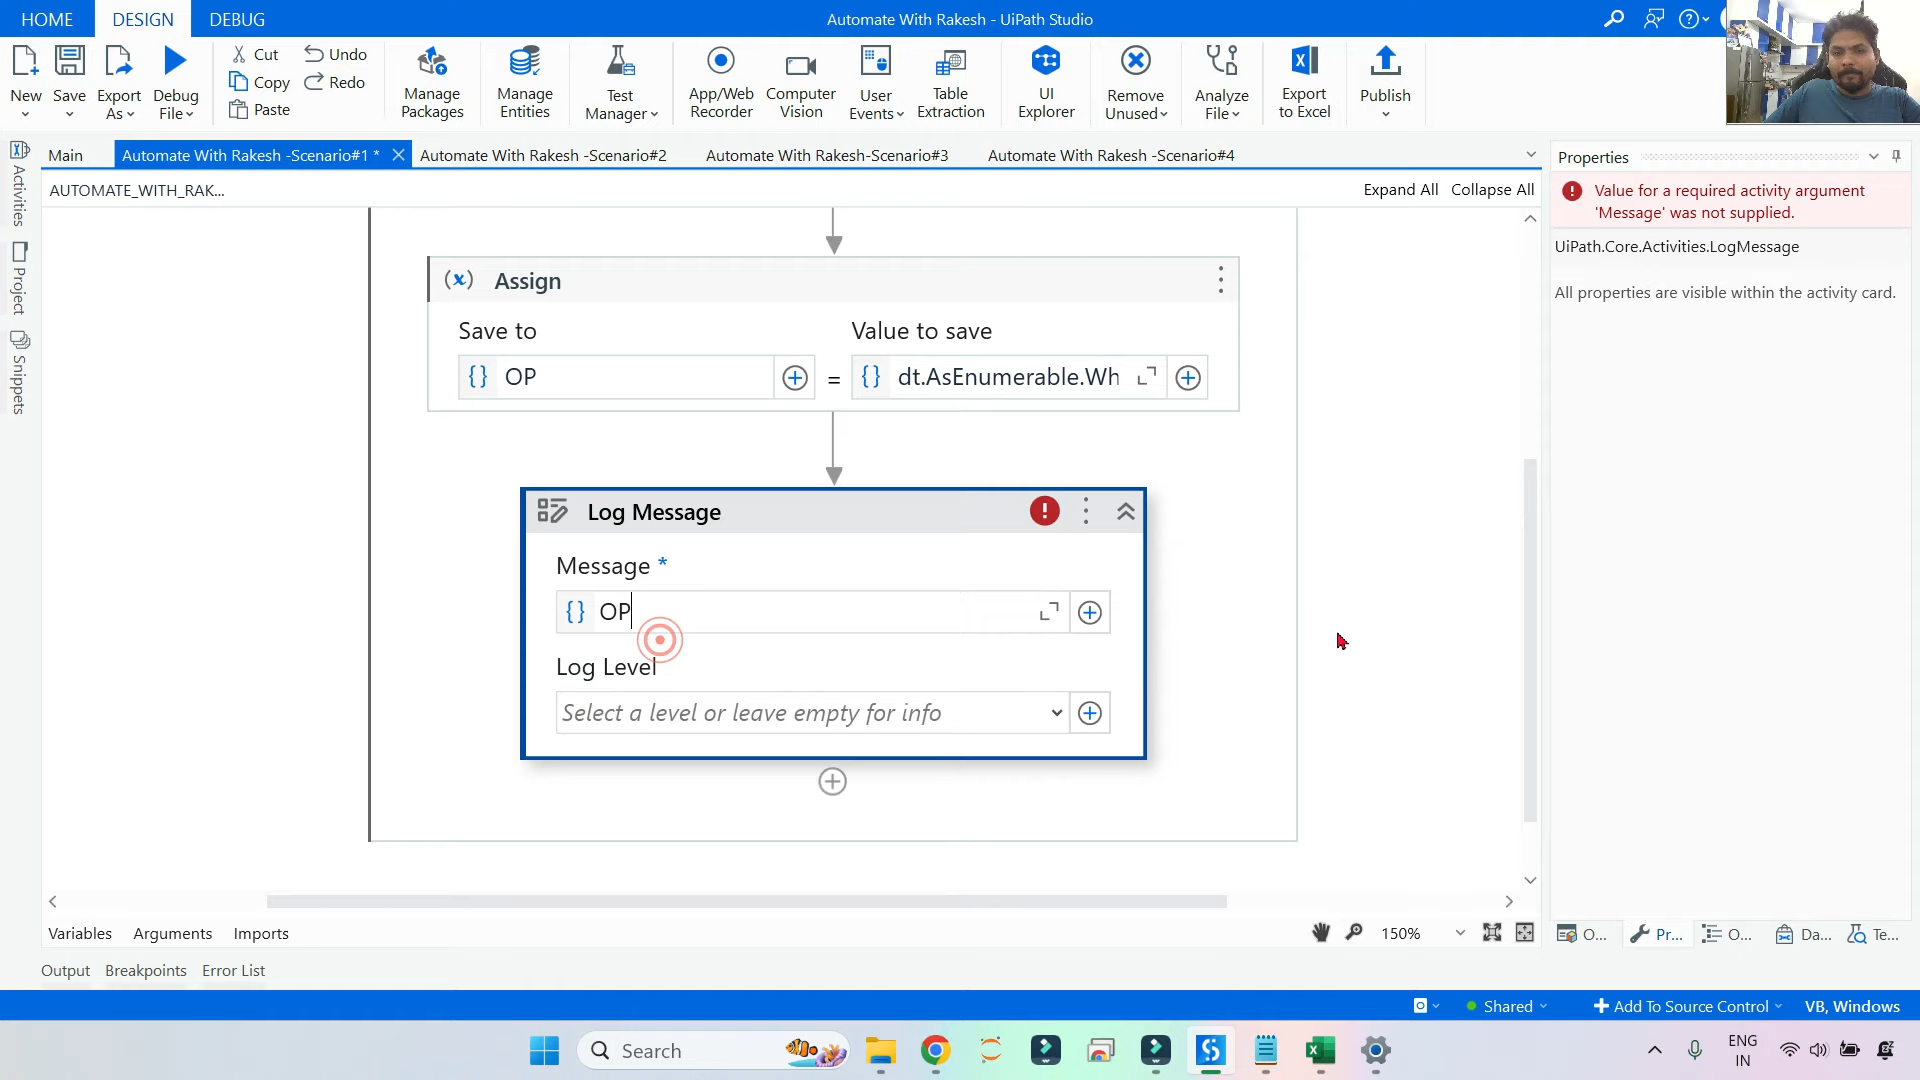 HOME DESIGN DEBUG
Automate With Rakesh - UiPath Studio
New Save Export As Debug File
Cut Copy Paste
Undo Redo
Manage Packages
Manage Entities
Test Manager
App/Web Recorder
Computer Vision
User Events
Table Extraction
UI Explorer
Remove Unused
Analyze File
Export to Excel
Publish
Main Automate With Rakesh -Scenario#1 * Automate With Rakesh -Scenario#2 Automate With Rakesh-Scenario#3 Automate With Rakesh -Scenario#4
AUTOMATE_WITH_RAK...
Expand All Collapse All
Activities
Project
Snippets
Assign
Save to Value to save
OP = dt.AsEnumerable.Wh
Log Message
Message *
OP
Log Level
Select a level or leave empty for info
Properties
Value for a required activity argument
'Message' was not supplied.
UiPath.Core.Activities.LogMessage
All properties are visible within the activity card.
Variables Arguments Imports
150%
O... Pr... O... Da... Te...
Output Breakpoints Error List
Shared Add To Source Control VB, Windows
Search
ENG
IN